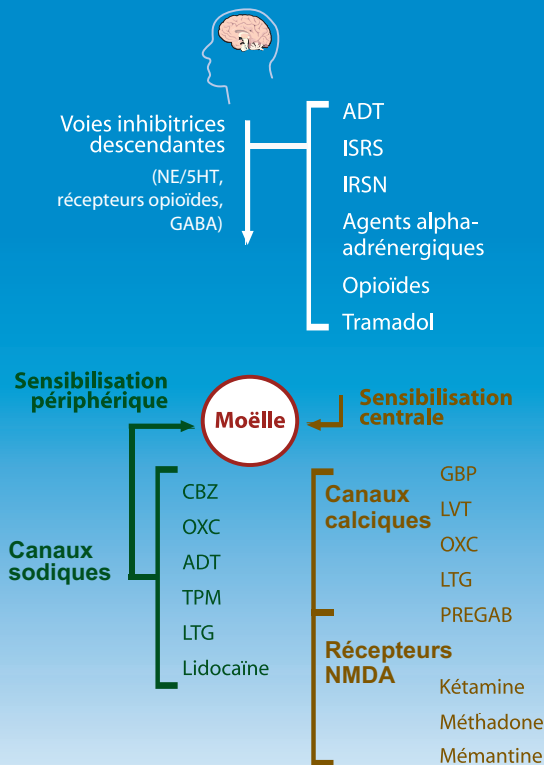 Voies inhibitrices
descendantes
(NE/5HT,
récepteurs opioïdes,
GABA)
ADT
ISRS
IRSN
Agents alpha-
adrénergiques
Opioïdes
Tramadol
Sensibilisation
périphérique
Moëlle
Sensibilisation
centrale
Canaux
sodiques
CBZ
OXC
ADT
TPM
LTG
Lidocaïne
Canaux
calciques
GBP
LVT
OXC
LTG
PREGAB
Récepteurs
NMDA
Kétamine
Méthadone
Mémantine